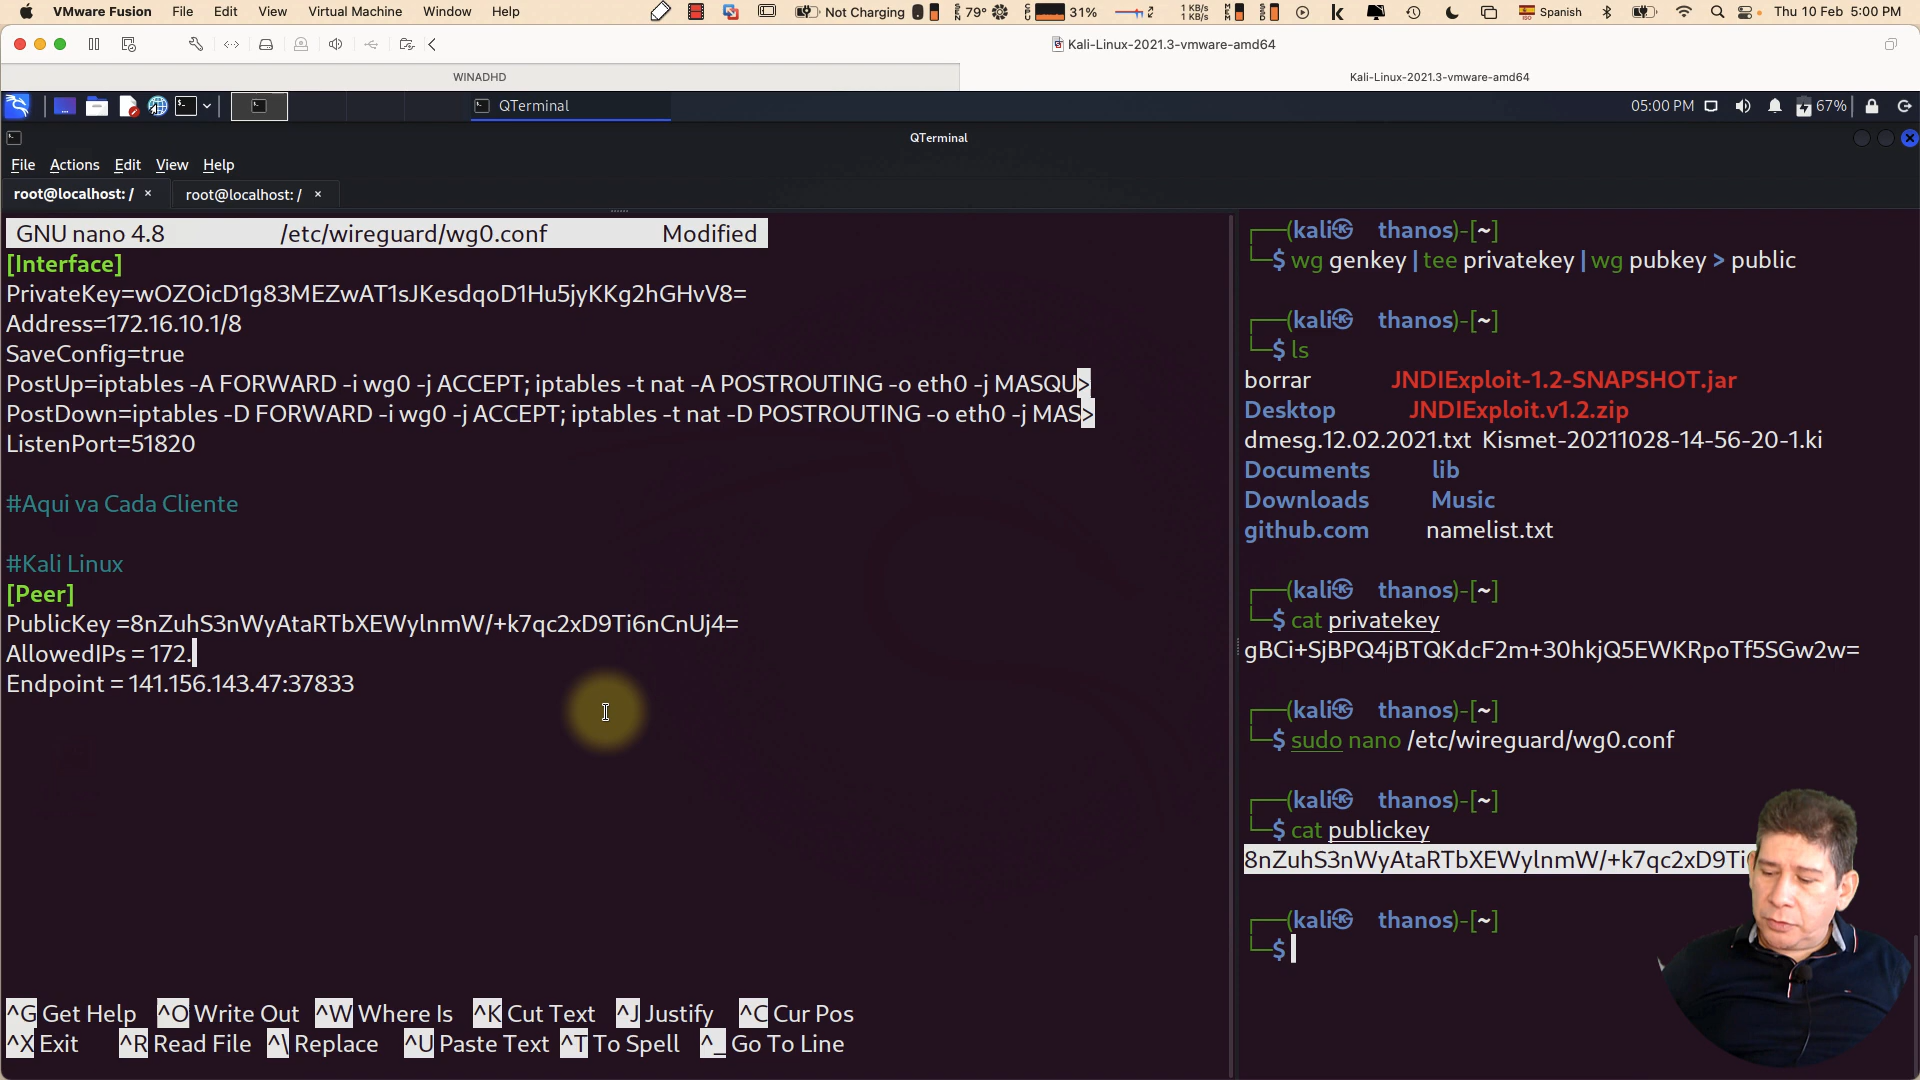 VMware Fusion File Edit View Virtual Machine Window Help Not Charging 79° 31% 1 KB/s 1 KB/s Spanish Thu 10 Feb 5:00 PM
Kali-Linux-2021.3-vmware-amd64
WINADHD
Kali-Linux-2021.3-vmware-amd64
QTerminal
05:00 PM 67%
QTerminal
File Actions Edit View Help
root@localhost: / ×
root@localhost: / ×
GNU nano 4.8 /etc/wireguard/wg0.conf Modified
[Interface]
PrivateKey=wOZOicD1g83MEZwAT1sJKesdqoD1Hu5jyKKg2hGHvV8=
Address=172.16.10.1/8
SaveConfig=true
PostUp=iptables -A FORWARD -i wg0 -j ACCEPT; iptables -t nat -A POSTROUTING -o eth0 -j MASQU>
PostDown=iptables -D FORWARD -i wg0 -j ACCEPT; iptables -t nat -D POSTROUTING -o eth0 -j MAS>
ListenPort=51820
#Aqui va Cada Cliente
#Kali Linux
[Peer]
PublicKey =8nZuhS3nWyAtaRTbXEWylnmW/+k7qc2xD9Ti6nCnUj4=
AllowedIPs = 172.
Endpoint = 141.156.143.47:37833
^G Get Help ^O Write Out ^W Where Is ^K Cut Text ^J Justify ^C Cur Pos
^X Exit ^R Read File ^\ Replace ^U Paste Text ^T To Spell ^_ Go To Line
(kali㉿ thanos)-[~]
$ wg genkey | tee privatekey | wg pubkey > public
(kali㉿ thanos)-[~]
$ ls
borrar JNDIExploit-1.2-SNAPSHOT.jar
Desktop JNDIExploit.v1.2.zip
dmesg.12.02.2021.txt Kismet-20211028-14-56-20-1.ki
Documents lib
Downloads Music
github.com namelist.txt
(kali㉿ thanos)-[~]
$ cat privatekey
gBCi+SjBPQ4jBTQKdcF2m+30hkjQ5EWKRpoTf5SGw2w=
(kali㉿ thanos)-[~]
$ sudo nano /etc/wireguard/wg0.conf
(kali㉿ thanos)-[~]
$ cat publickey
8nZuhS3nWyAtaRTbXEWylnmW/+k7qc2xD9Ti
(kali㉿ thanos)-[~]
$